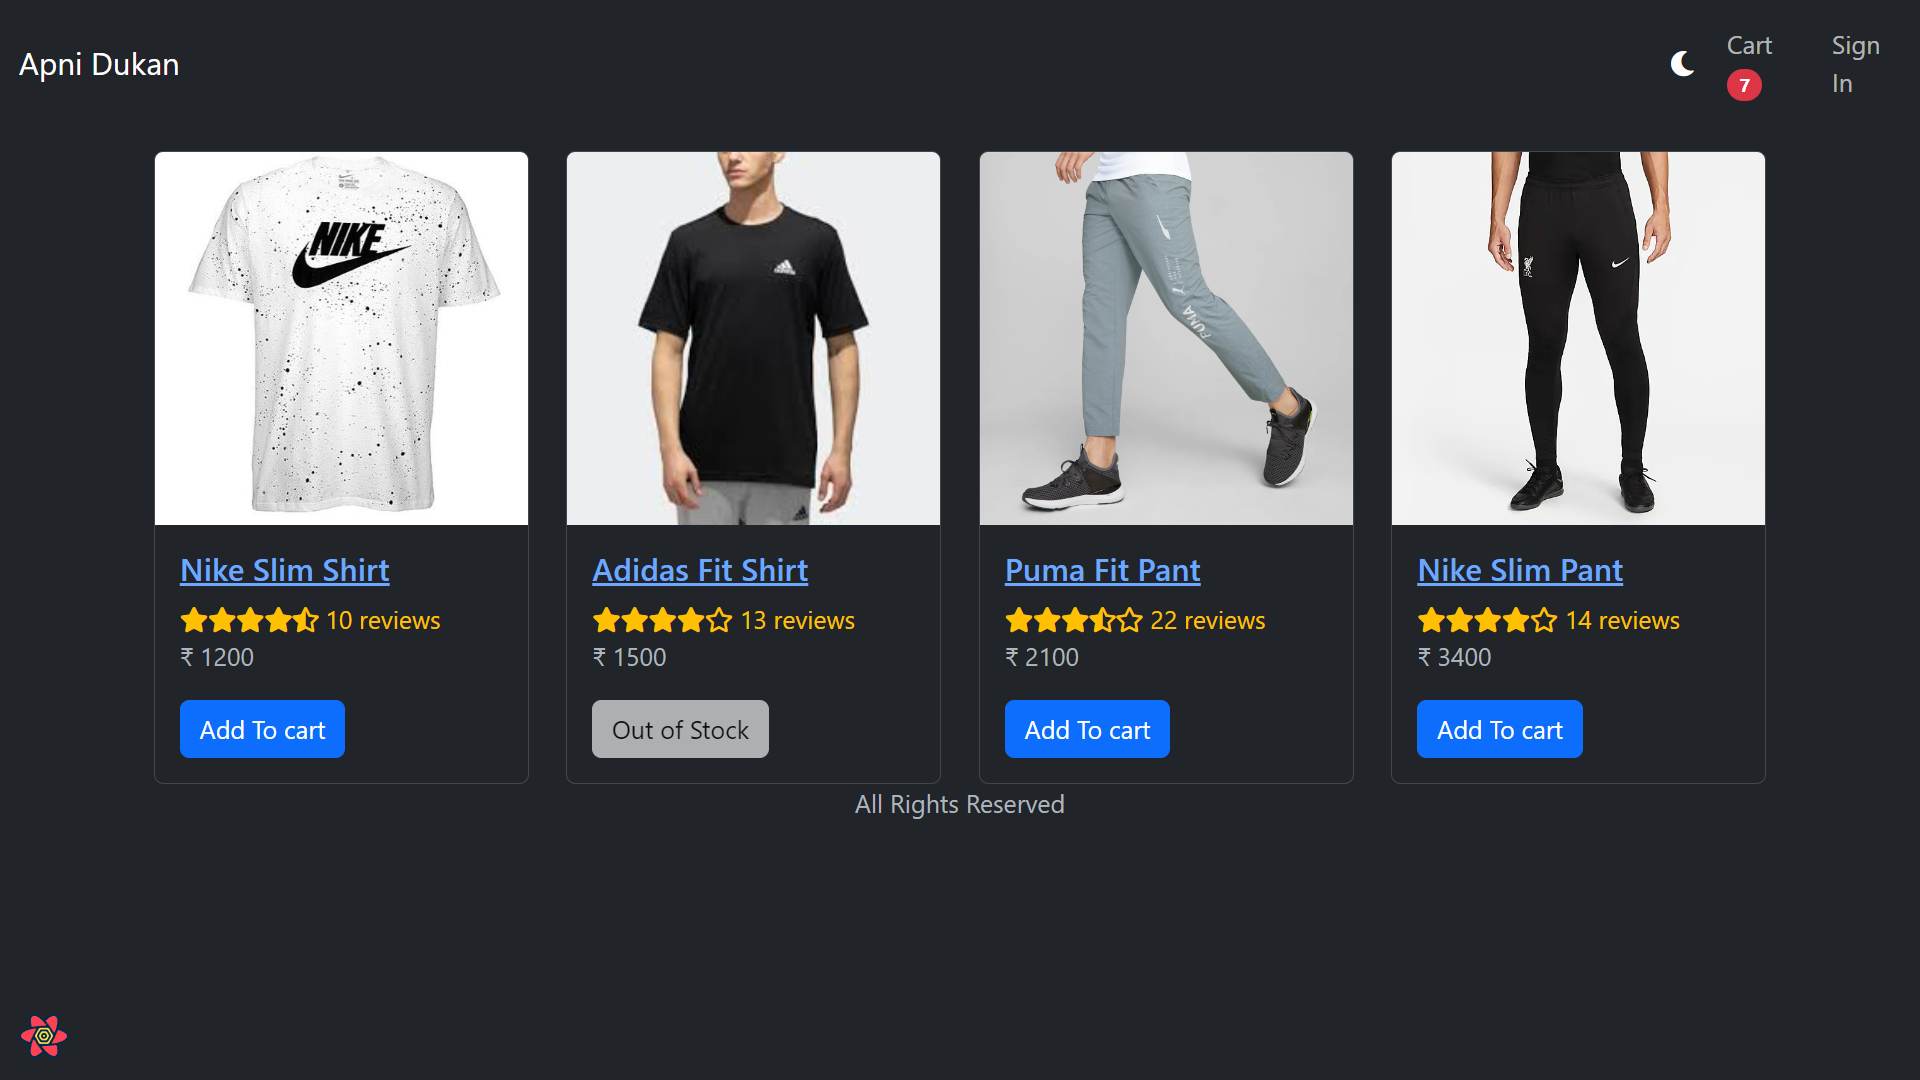 Apni Dukan
Cart
7
Sign
In
NIKE
PUMA
Nike Slim Shirt
10 reviews
₹ 1200
Add To cart
Adidas Fit Shirt
13 reviews
₹ 1500
Out of Stock
Puma Fit Pant
22 reviews
₹ 2100
Add To cart
Nike Slim Pant
14 reviews
₹ 3400
Add To cart
All Rights Reserved